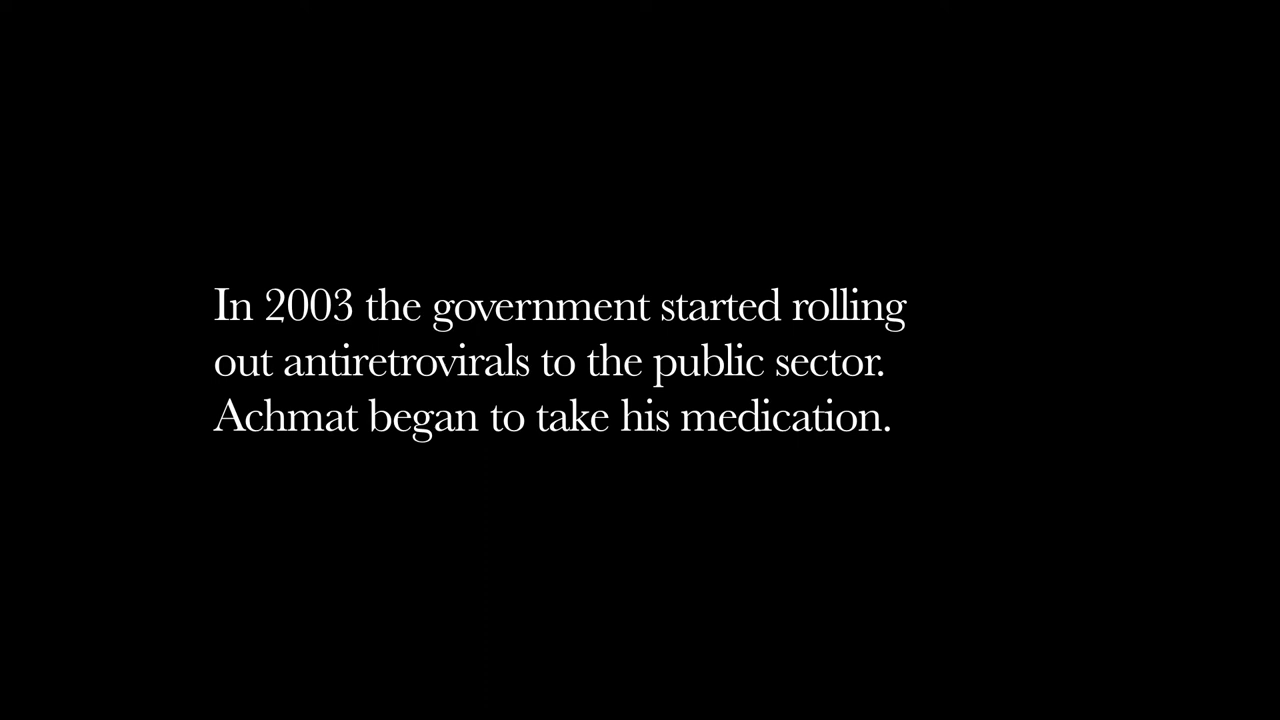 In 2003 the government started rolling
out antiretrovirals to the public sector.
Achmat began to take his medication.